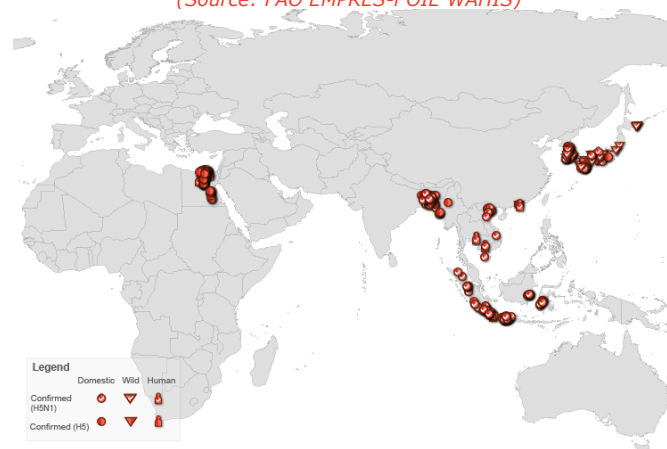 (Source: FAO EMPRES-i/OIE WAHIS)
Legend
Domestic Wild Human
Confirmed
(H5N1)
Confirmed (H5)